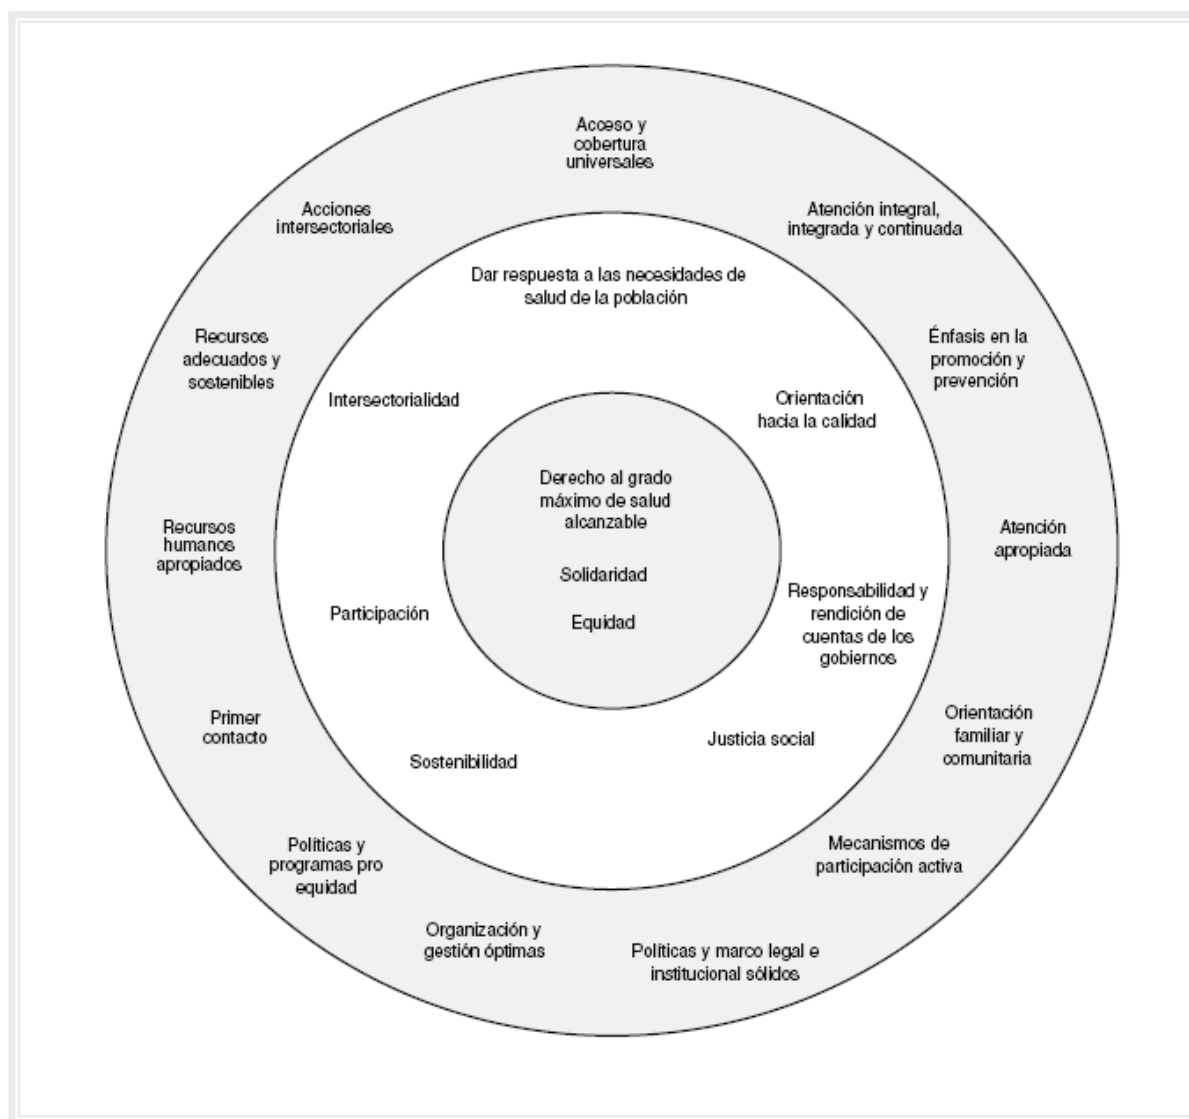 Acceso y
cobertura
universales
Atención integral,
integrada y continuada
Énfasis en la
promoción y
prevención
Atención
apropiada
Orientación
familiar y
comunitaria
Mecanismos de
participación activa
Políticas y marco legal e
institucional sólidos
Organización y
gestión óptimas
Políticas y
programas pro
equidad
Primer
contacto
Recursos
humanos
apropiados
Recursos
adecuados y
sostenibles
Acciones
intersectoriales
Dar respuesta a las necesidades de
salud de la población
Orientación
hacia la calidad
Responsabilidad y
rendición de
cuentas de los
gobiernos
Justicia social
Sostenibilidad
Participación
Intersectorialidad
Derecho al grado
máximo de salud
alcanzable
Solidaridad
Equidad